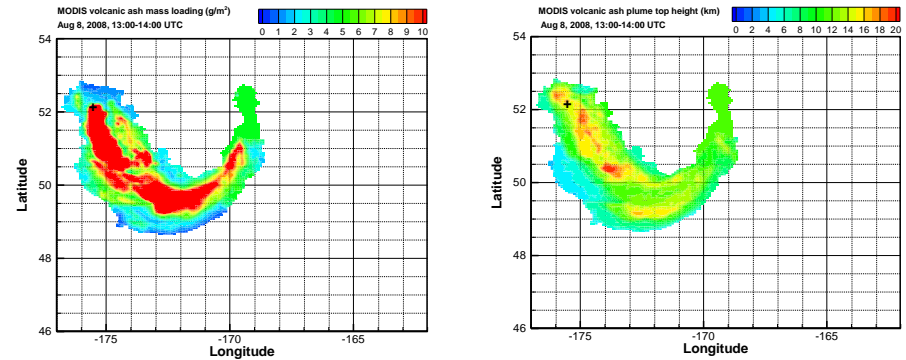 MODIS volcanic ash mass loading (g/m²)
Aug 8, 2008, 13:00-14:00 UTC
0 1 2 3 4 5 6 7 8 9 10
54
52
50
48
46
Latitude
-175 -170 -165
Longitude
MODIS volcanic ash plume top height (km)
Aug 8, 2008, 13:00-14:00 UTC
0 2 4 6 8 10 12 14 16 18 20
54
52
50
48
46
Latitude
-175 -170 -165
Longitude